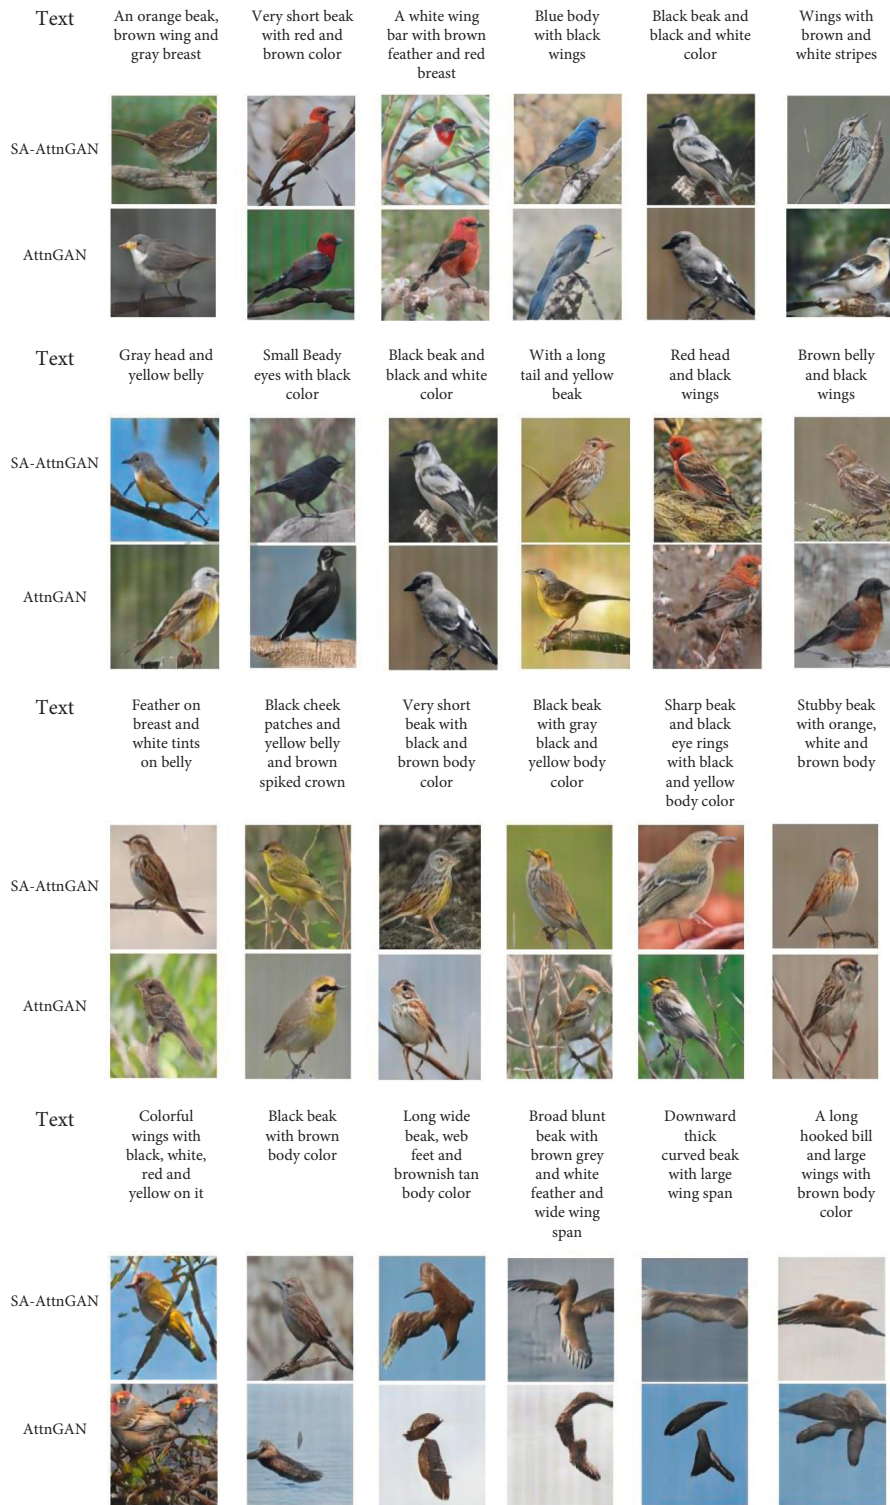 Text
An orange beak,
brown wing and
gray breast
Very short beak
with red and
brown color
A white wing
bar with brown
feather and red
breast
Blue body
with black
wings
Black beak and
black and white
color
Wings with
brown and
white stripes
SA-AttnGAN
AttnGAN
Text
Gray head and
yellow belly
Small Beady
eyes with black
color
Black beak and
black and white
color
With a long
tail and yellow
beak
Red head
and black
wings
Brown belly
and black
wings
SA-AttnGAN
AttnGAN
Text
Feather on
breast and
white tints
on belly
Black cheek
patches and
yellow belly
and brown
spiked crown
Very short
beak with
black and
brown body
color
Black beak
with gray
black and
yellow body
color
Sharp beak
and black
eye rings
with black
and yellow
body color
Stubby beak
with orange,
white and
brown body
SA-AttnGAN
AttnGAN
Text
Colorful
wings with
black, white,
red and
yellow on it
Black beak
with brown
body color
Long wide
beak, web
feet and
brownish tan
body color
Broad blunt
beak with
brown grey
and white
feather and
wide wing
span
Downward
thick
curved beak
with large
wing span
A long
hooked bill
and large
wings with
brown body
color
SA-AttnGAN
AttnGAN